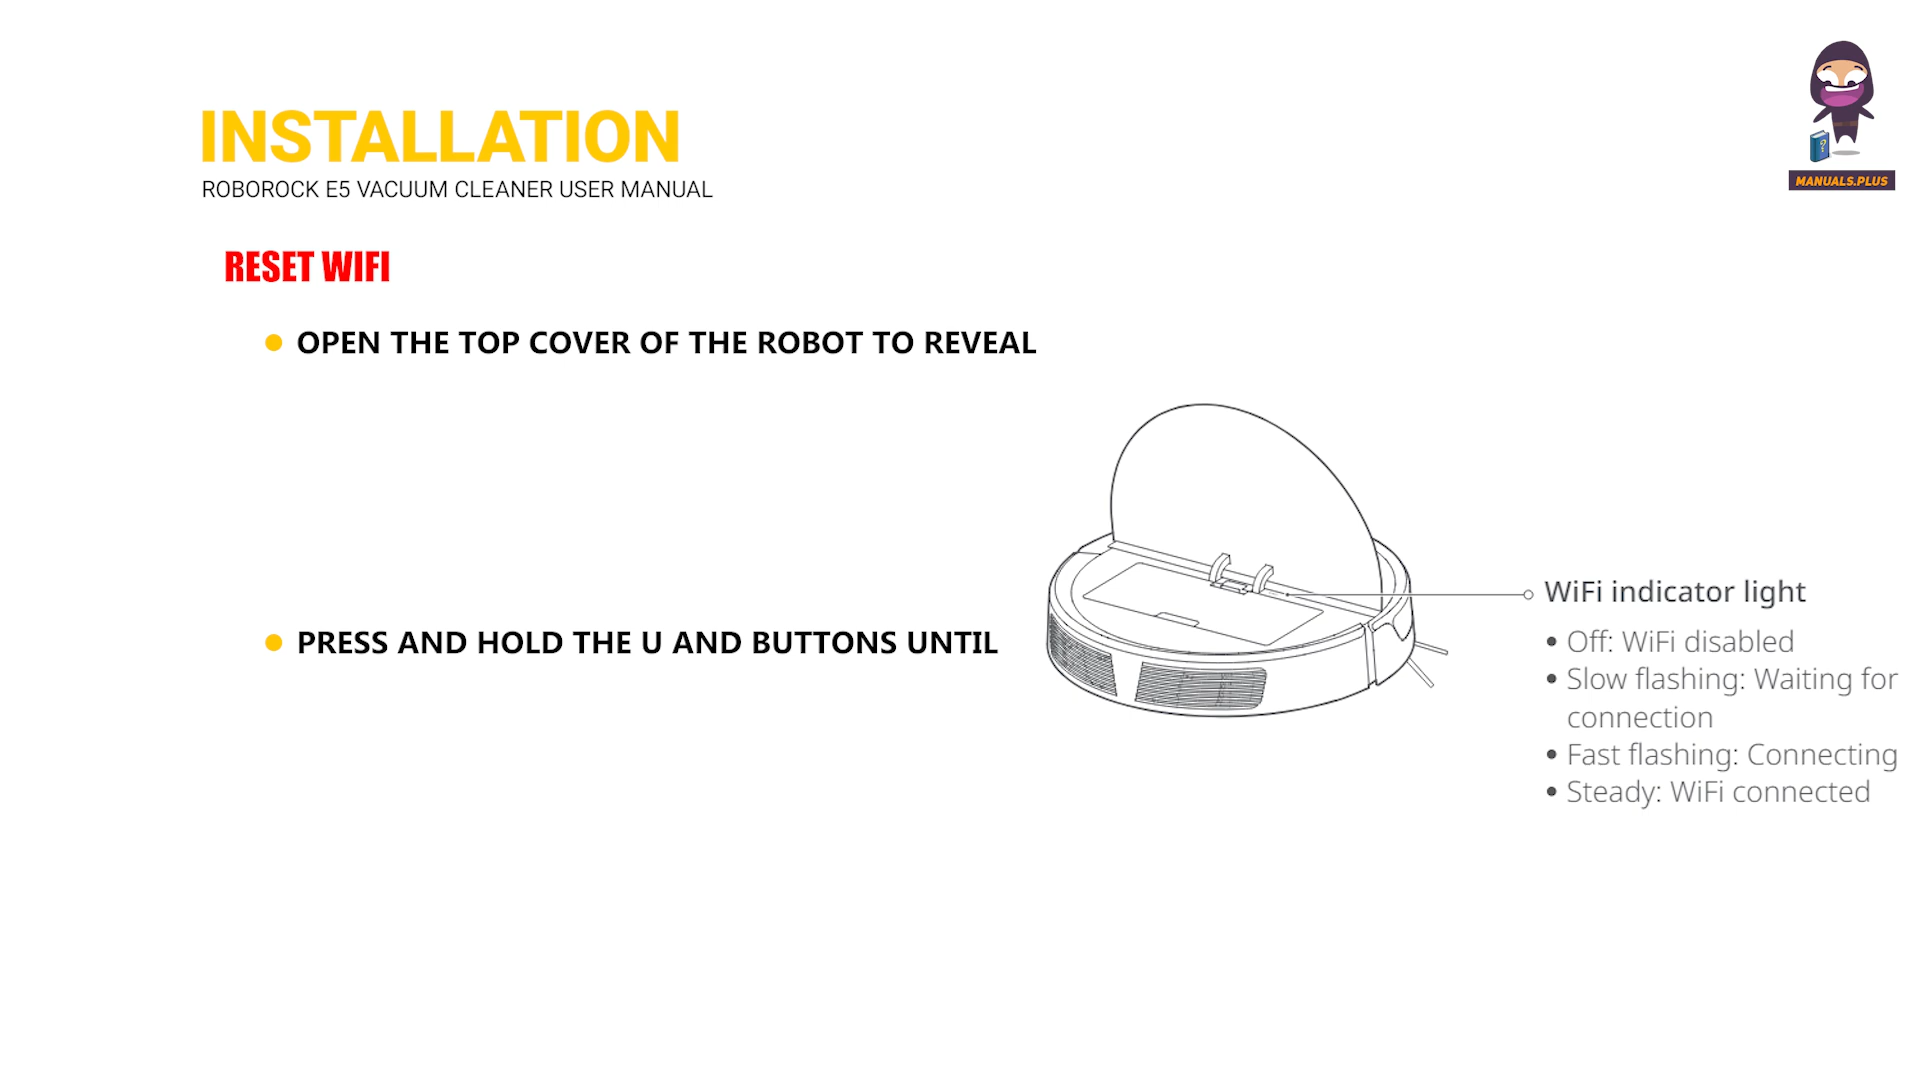 INSTALLATION
ROBOROCK E5 VACUUM CLEANER USER MANUAL
MANUALS.PLUS
RESET WIFI
● OPEN THE TOP COVER OF THE ROBOT TO REVEAL
● PRESS AND HOLD THE U AND BUTTONS UNTIL
WiFi indicator light
• Off: WiFi disabled
• Slow flashing: Waiting for
connection
• Fast flashing: Connecting
• Steady: WiFi connected